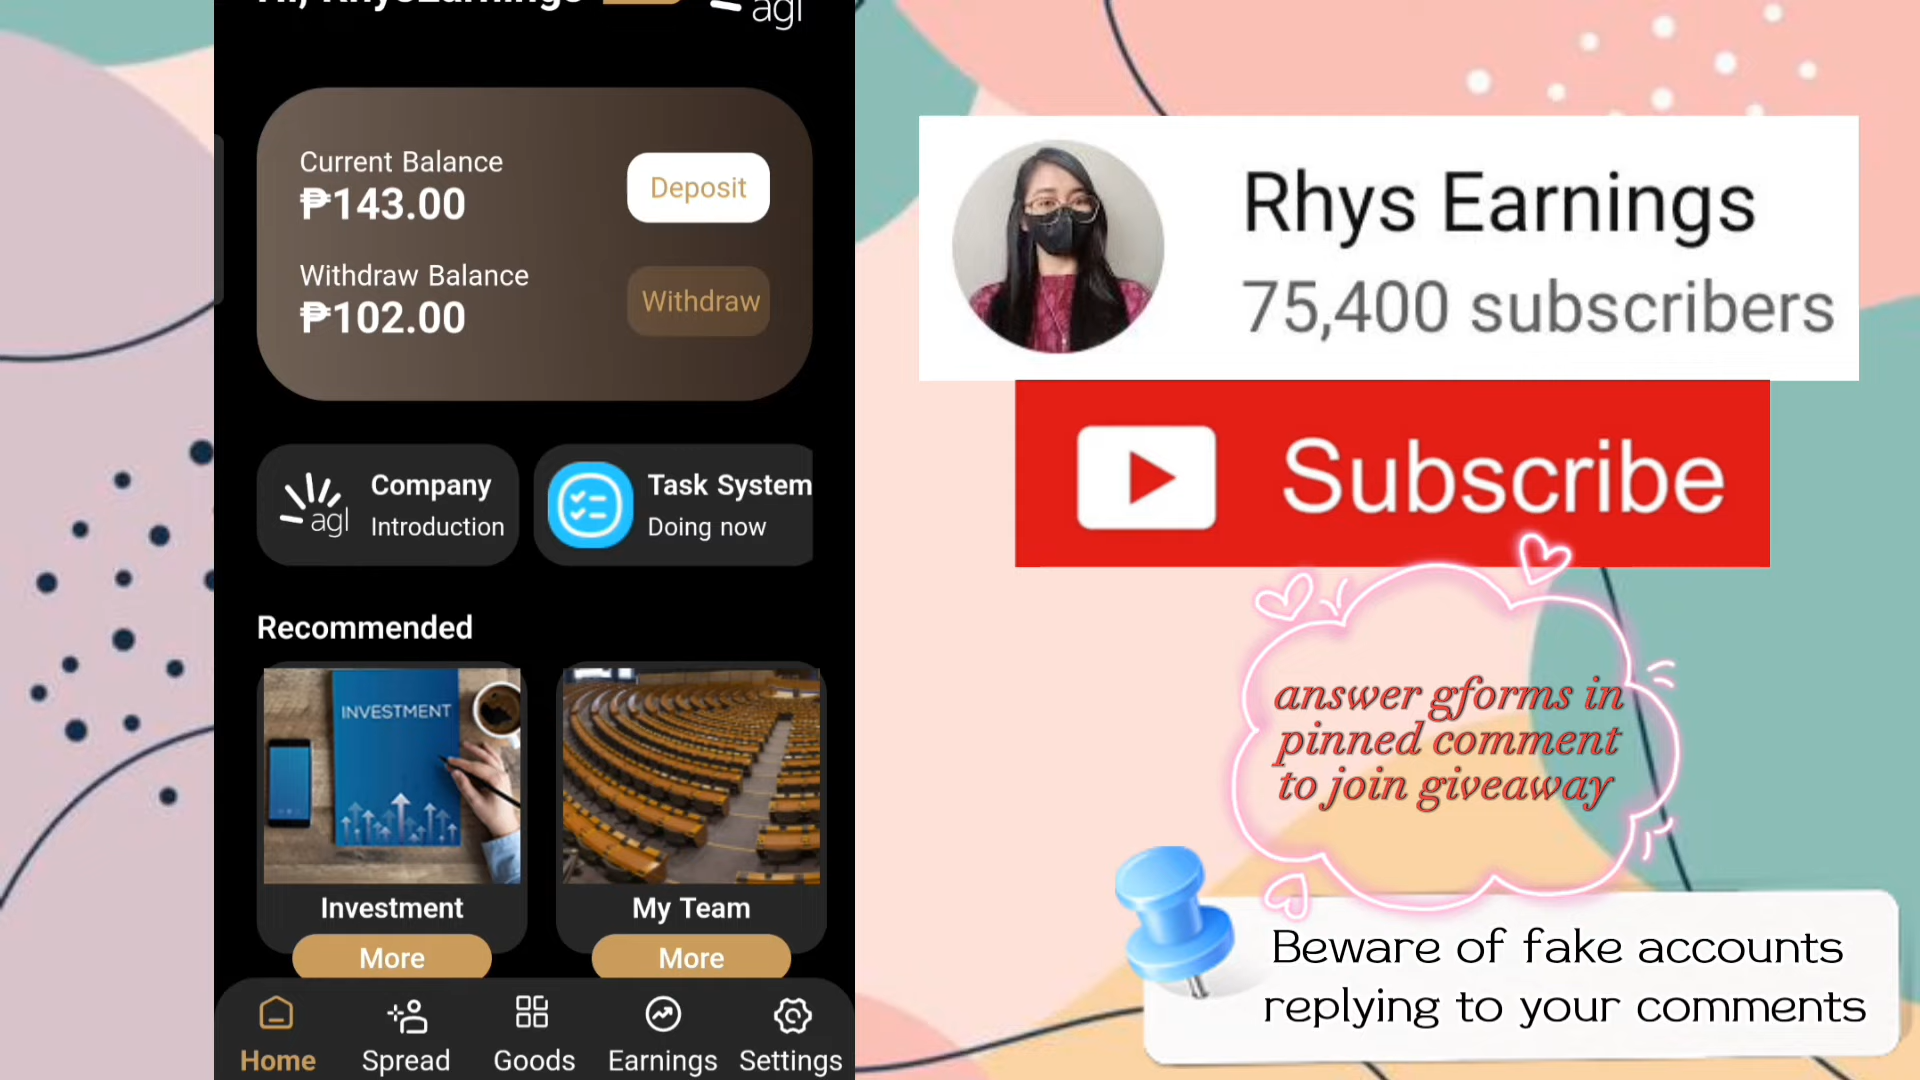 Hi, RhysEarnings
agl
Current Balance
₱143.00
Deposit
Withdraw Balance
₱102.00
Withdraw
agl
Company
Introduction
Task System
Doing now
Recommended
INVESTMENT
Investment
My Team
More
More
Home
Spread
Goods
Earnings
Settings
Rhys Earnings
75,400 subscribers
Subscribe
answer gforms in
pinned comment
to join giveaway
Beware of fake accounts
replying to your comments